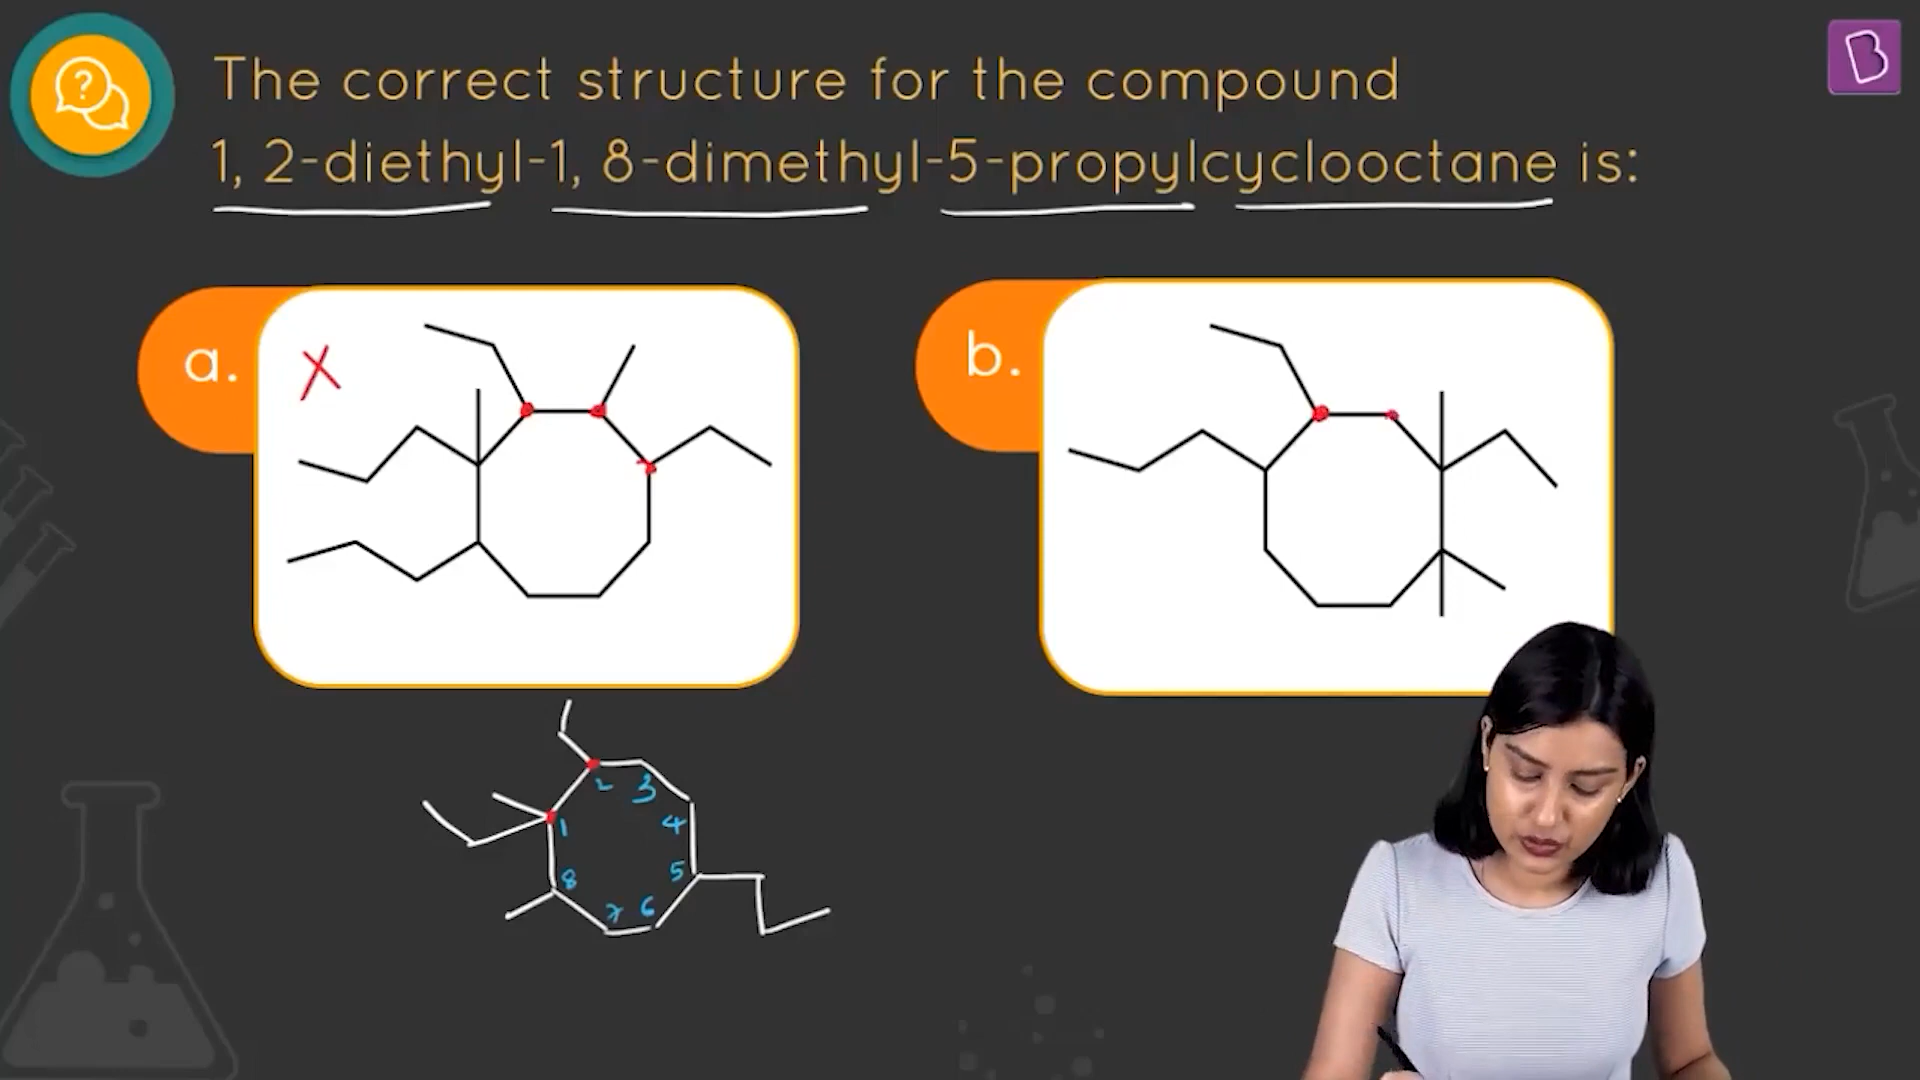 The correct structure for the compound
1, 2-diethyl-1, 8-dimethyl-5-propylcyclooctane is:
a.
X
b.
?
B
2
3
1
4
8
5
7
6